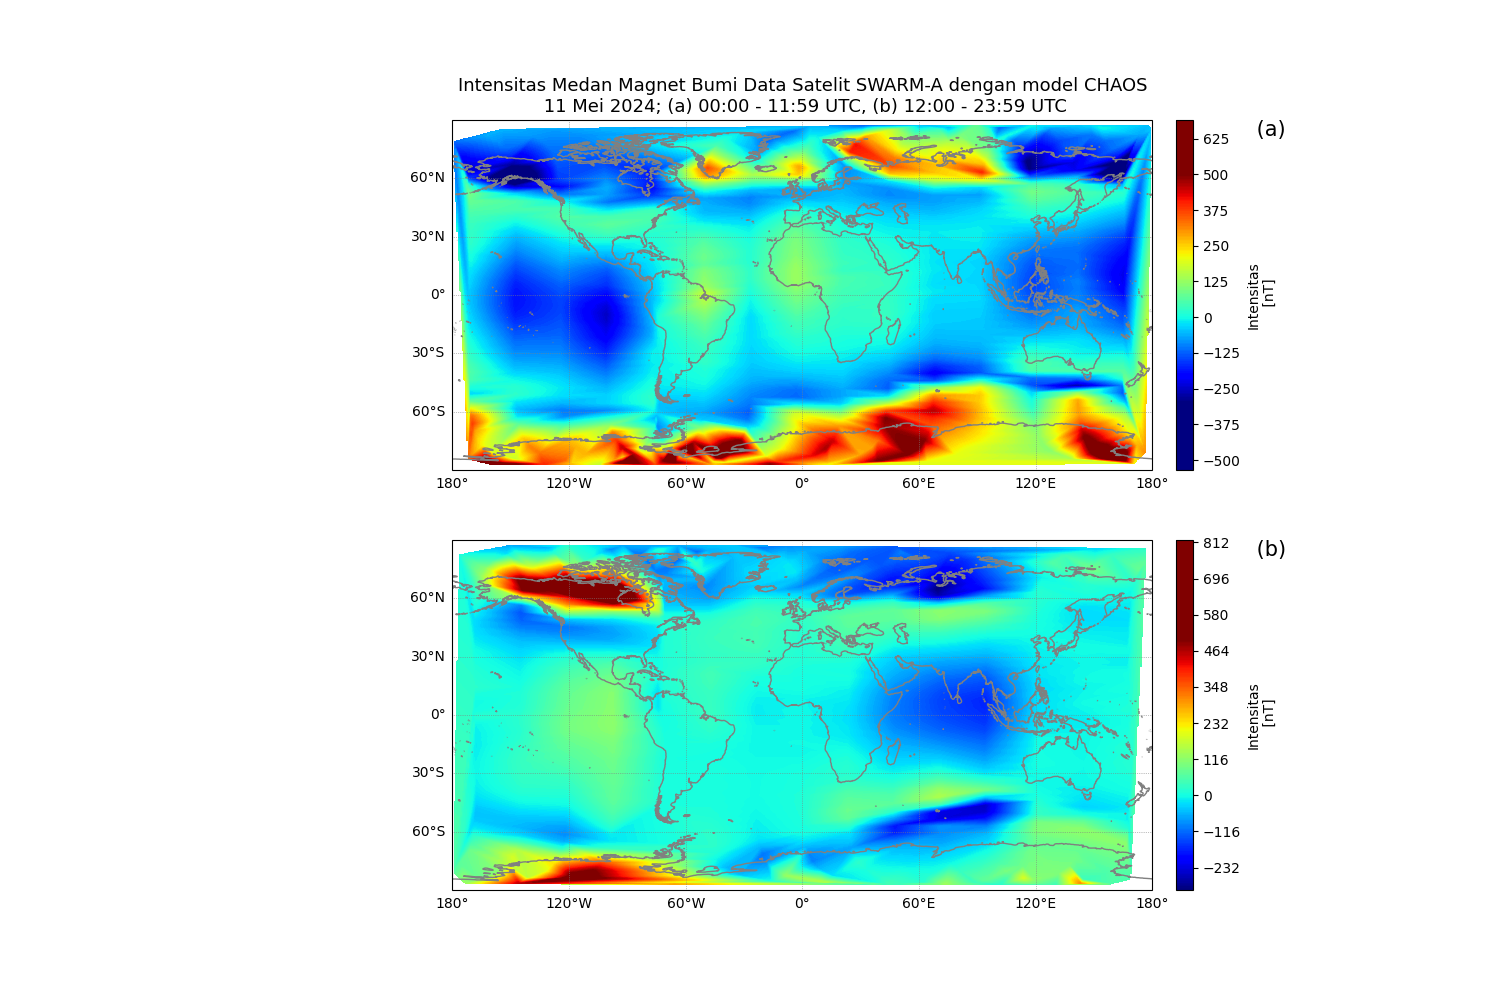 Intensitas Medan Magnet Bumi Data Satelit SWARM-A dengan model CHAOS
11 Mei 2024; (a) 00:00 - 11:59 UTC, (b) 12:00 - 23:59 UTC
(a)
60°N
30°N
0°
30°S
60°S
180°
120°W
60°W
0°
60°E
120°E
180°
625
500
375
250
125
0
−125
−250
−375
−500
Intensitas
[nT]
(b)
60°N
30°N
0°
30°S
60°S
180°
120°W
60°W
0°
60°E
120°E
180°
812
696
580
464
348
232
116
0
−116
−232
Intensitas
[nT]